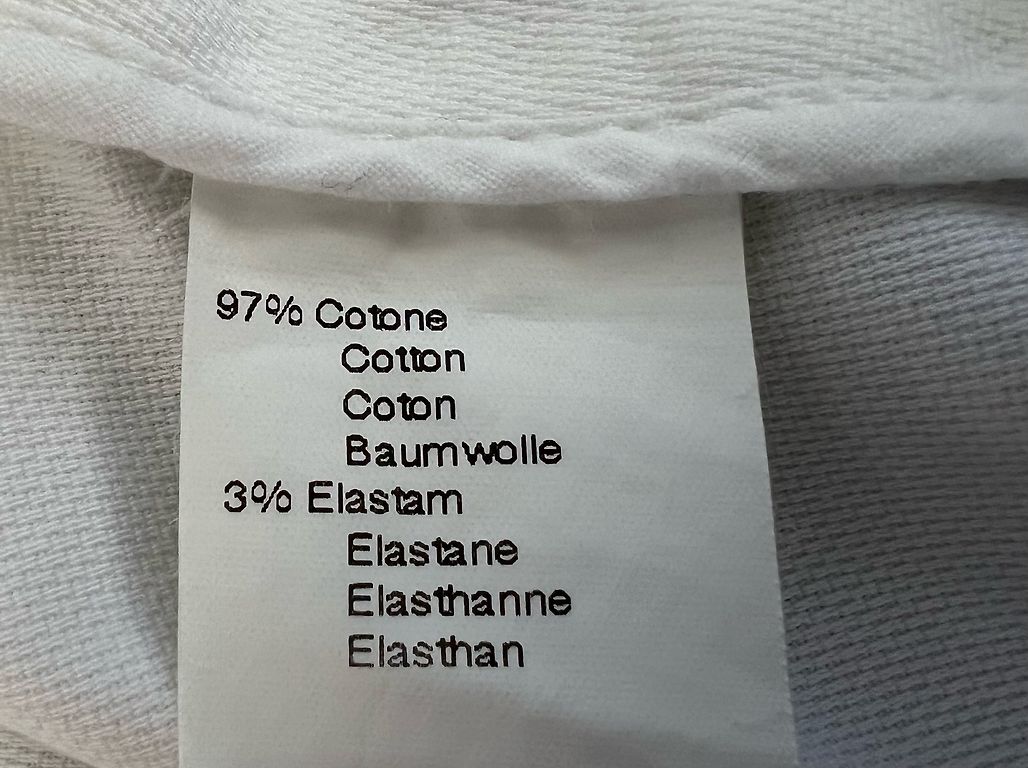 97% Cotone
Cotton
Coton
Baumwolle
3% Elastam
Elastane
Elasthanne
Elasthan